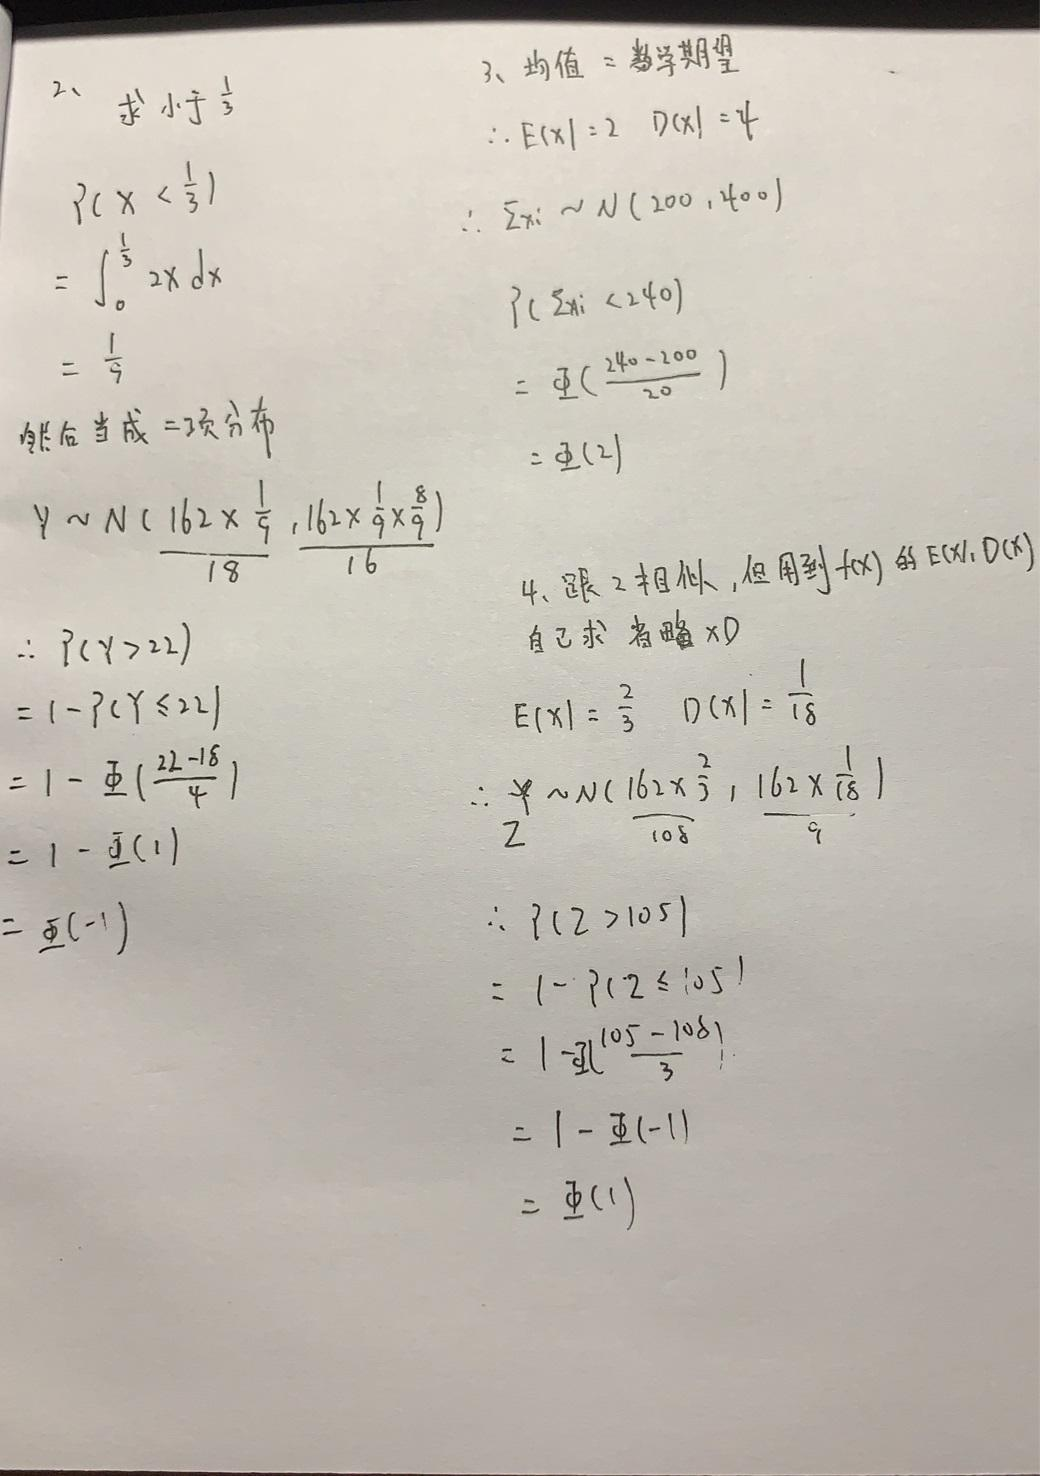 2、 求小于 1/3
P(X < 1/3)
= ∫₀^{1/3} 2x dx
= 1/9
然后当成二项分布
Y ~ N(162 × 1/9, 162 × 1/9 × 8/9)
18 16
∴ P(Y > 22)
= 1 - P(Y ≤ 22)
= 1 - Φ((22-18)/4)
= 1 - Φ(1)
= Φ(-1)
3、均值 = 数学期望
∴ E(X) = 2 D(X) = 4
∴ Σxi ~ N(200, 400)
P(Σxi < 240)
= Φ((240-200)/20)
= Φ(2)
4、跟2相似,但用到f(x)的E(X), D(X)
自己求 省略 xD
E(X) = 2/3 D(X) = 1/18
∴ Z ~ N(162 × 2/3, 162 × 1/18)
108 9
∴ P(Z > 105)
= 1 - P(Z ≤ 105)
= 1 - Φ((105-108)/3)
= 1 - Φ(-1)
= Φ(1)